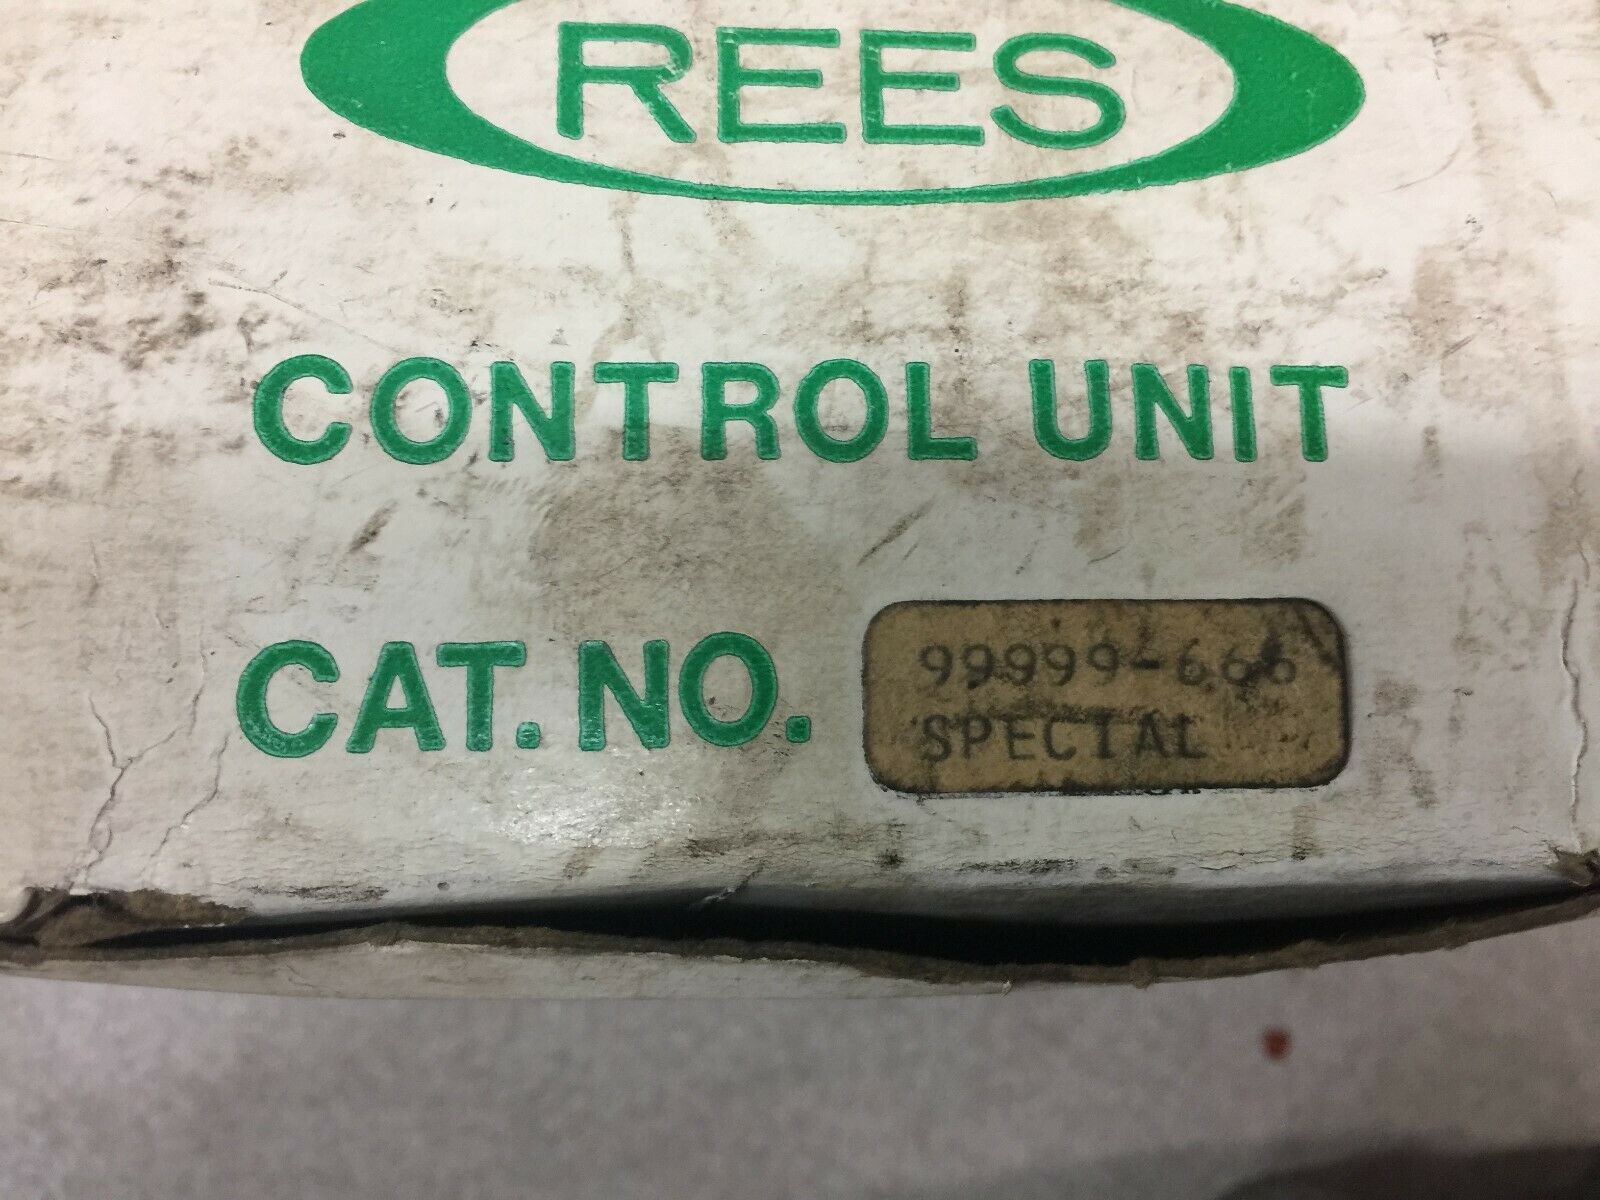 REES
CONTROL UNIT
CAT. NO. 99999-666
SPECIAL